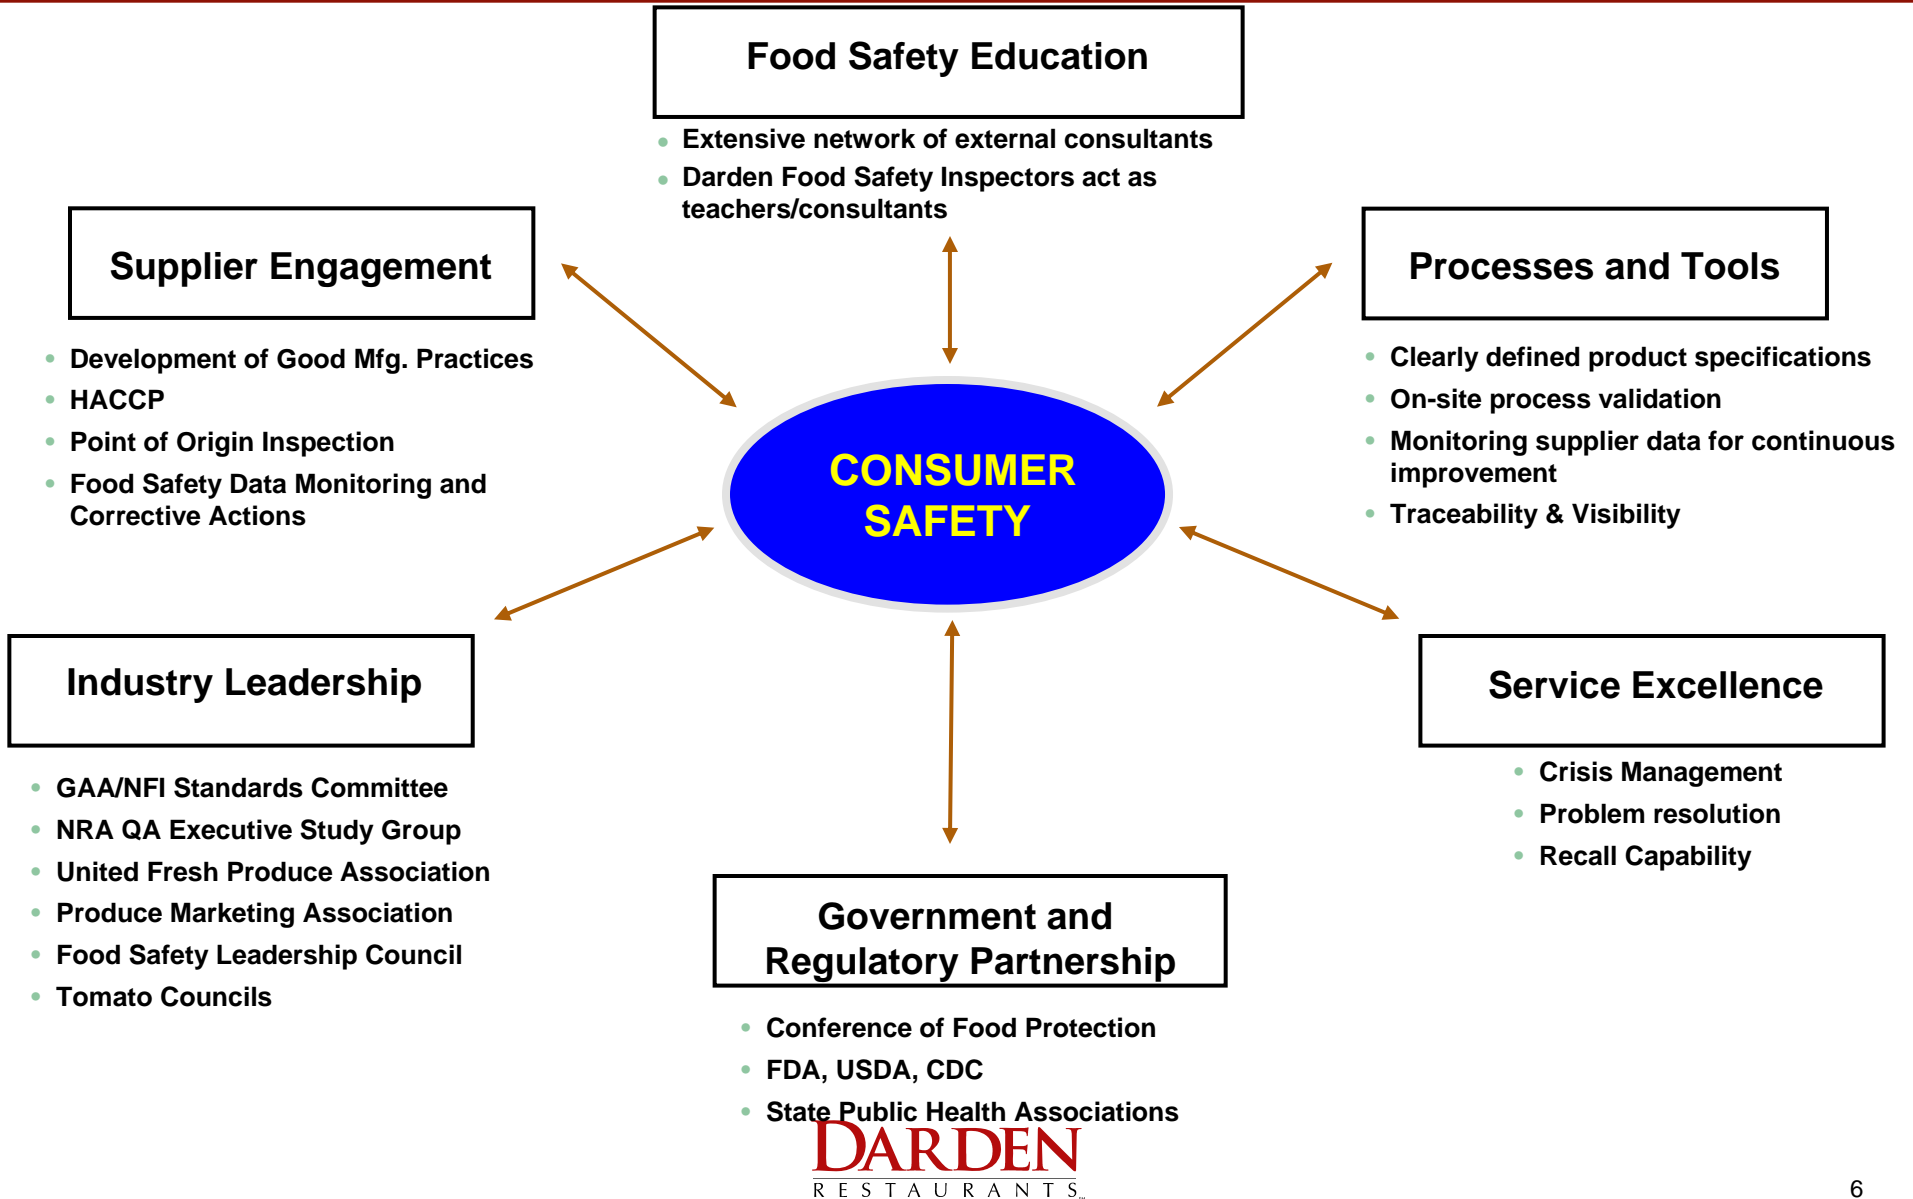 Food Safety Education
• Extensive network of external consultants
• Darden Food Safety Inspectors act as
teachers/consultants
Supplier Engagement
• Development of Good Mfg. Practices
• HACCP
• Point of Origin Inspection
• Food Safety Data Monitoring and
Corrective Actions
Processes and Tools
• Clearly defined product specifications
• On-site process validation
• Monitoring supplier data for continuous
improvement
• Traceability & Visibility
CONSUMER
SAFETY
Industry Leadership
• GAA/NFI Standards Committee
• NRA QA Executive Study Group
• United Fresh Produce Association
• Produce Marketing Association
• Food Safety Leadership Council
• Tomato Councils
Service Excellence
• Crisis Management
• Problem resolution
• Recall Capability
Government and
Regulatory Partnership
• Conference of Food Protection
• FDA, USDA, CDC
• State Public Health Associations
DARDEN
RESTAURANTS™
6